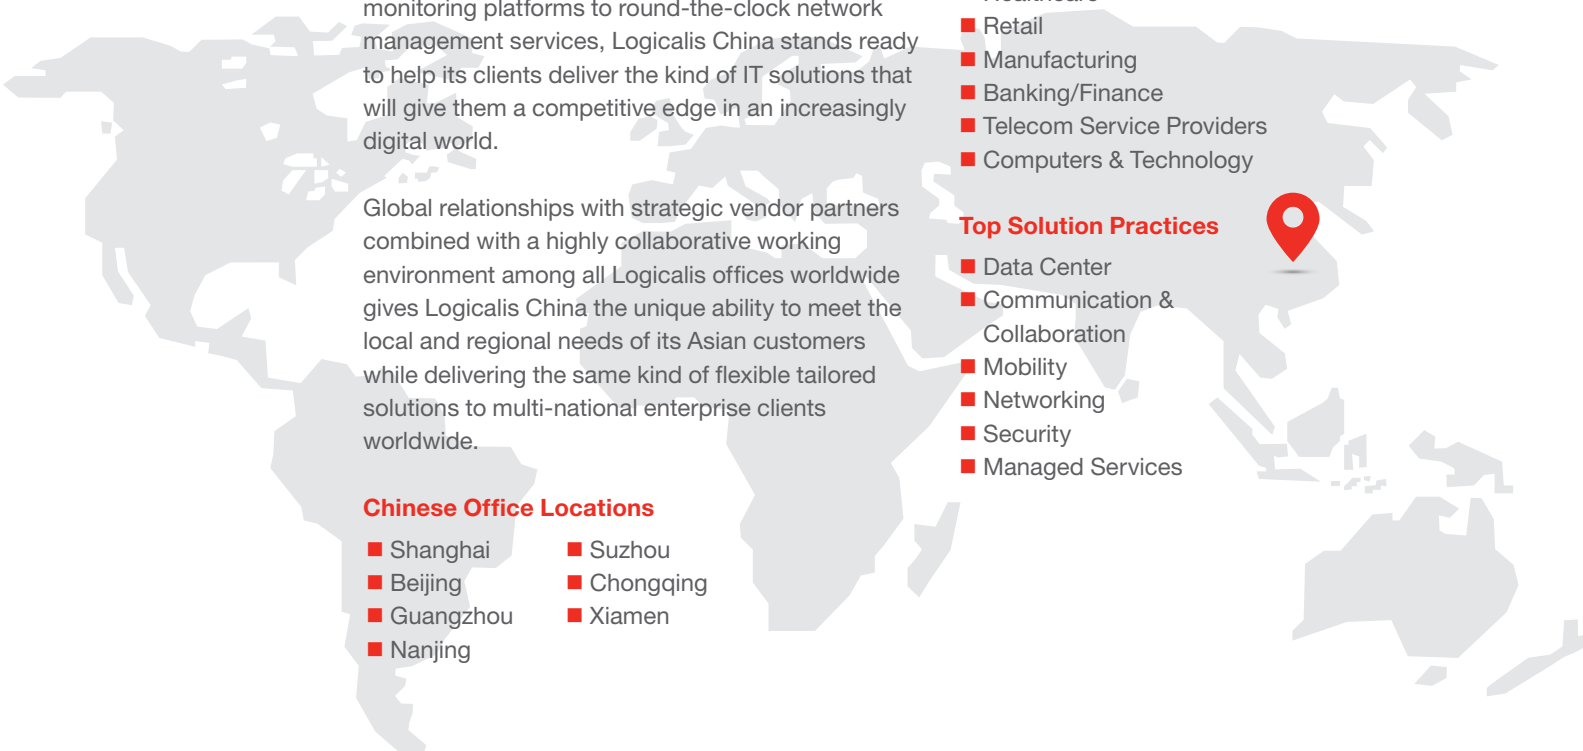 monitoring platforms to round-the-clock network
management services, Logicalis China stands ready
to help its clients deliver the kind of IT solutions that
will give them a competitive edge in an increasingly
digital world.
Global relationships with strategic vendor partners
combined with a highly collaborative working
environment among all Logicalis offices worldwide
gives Logicalis China the unique ability to meet the
local and regional needs of its Asian customers
while delivering the same kind of flexible tailored
solutions to multi-national enterprise clients
worldwide.
Chinese Office Locations
Shanghai
Beijing
Guangzhou
Nanjing
Suzhou
Chongqing
Xiamen
Healthcare
Retail
Manufacturing
Banking/Finance
Telecom Service Providers
Computers & Technology
Top Solution Practices
Data Center
Communication &
Collaboration
Mobility
Networking
Security
Managed Services